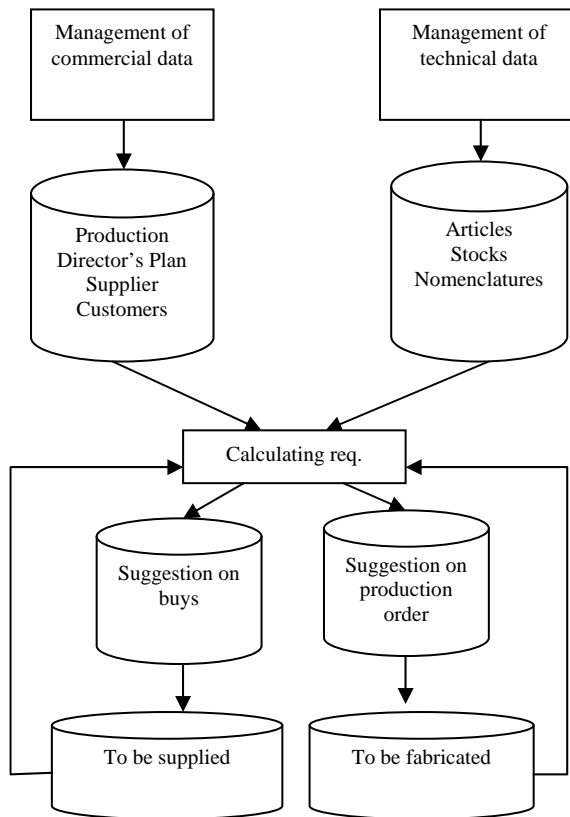 Management of
commercial data
Management of
technical data
Production
Director's Plan
Supplier
Customers
Articles
Stocks
Nomenclatures
Calculating req.
Suggestion on
buys
Suggestion on
production
order
To be supplied
To be fabricated